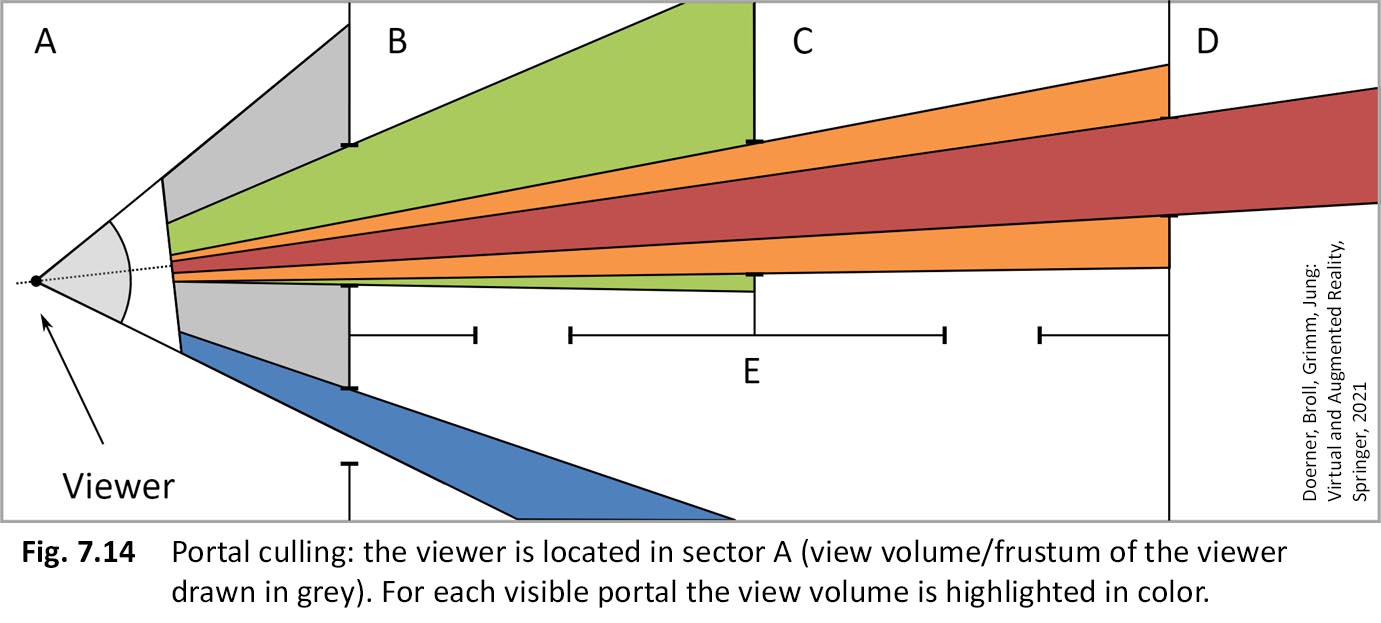 A
B
C
D
E
Viewer
Doerner, Broll, Grimm, Jung:
Virtual and Augmented Reality,
Springer, 2021
Fig. 7.14 Portal culling: the viewer is located in sector A (view volume/frustum of the viewer
drawn in grey). For each visible portal the view volume is highlighted in color.